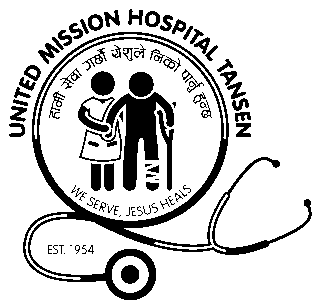 UNITED MISSION HOSPITAL TANSEN
हामी सेवा गर्छौं येशूले निको पार्नु हुन्छ
WE SERVE, JESUS HEALS
EST. 1954